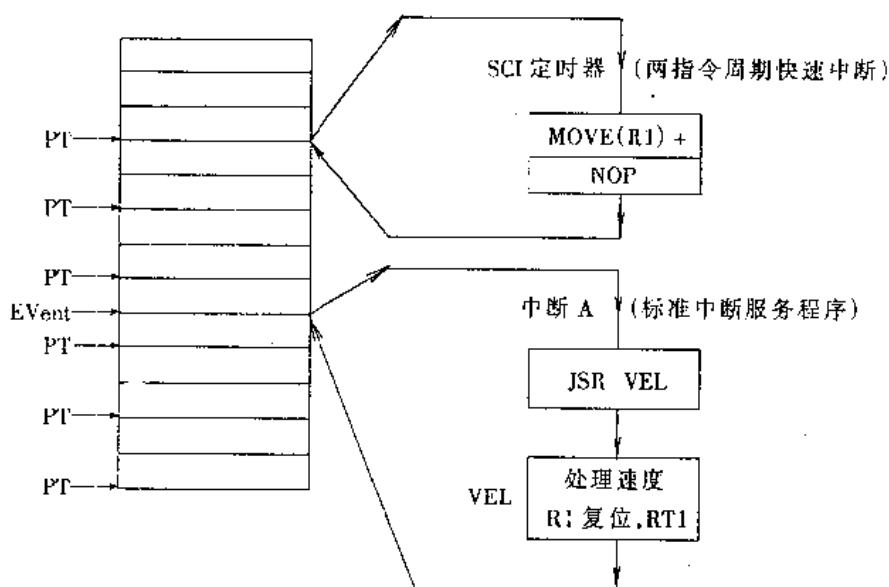 SCI 定时器 (两指令周期快速中断)
PT
MOVE(R1) +
NOP
PT
PT
EVent
中断 A (标准中断服务程序)
PT
JSR VEL
PT
VEL
处理速度
R¦复位,RT1
PT